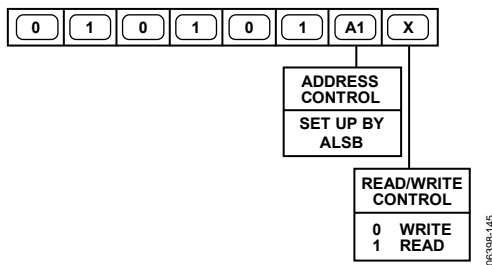 0 1 0 1 0 1 A1 X
ADDRESS
CONTROL
SET UP BY
ALSB
READ/WRITE
CONTROL
0 WRITE
1 READ
06398-145